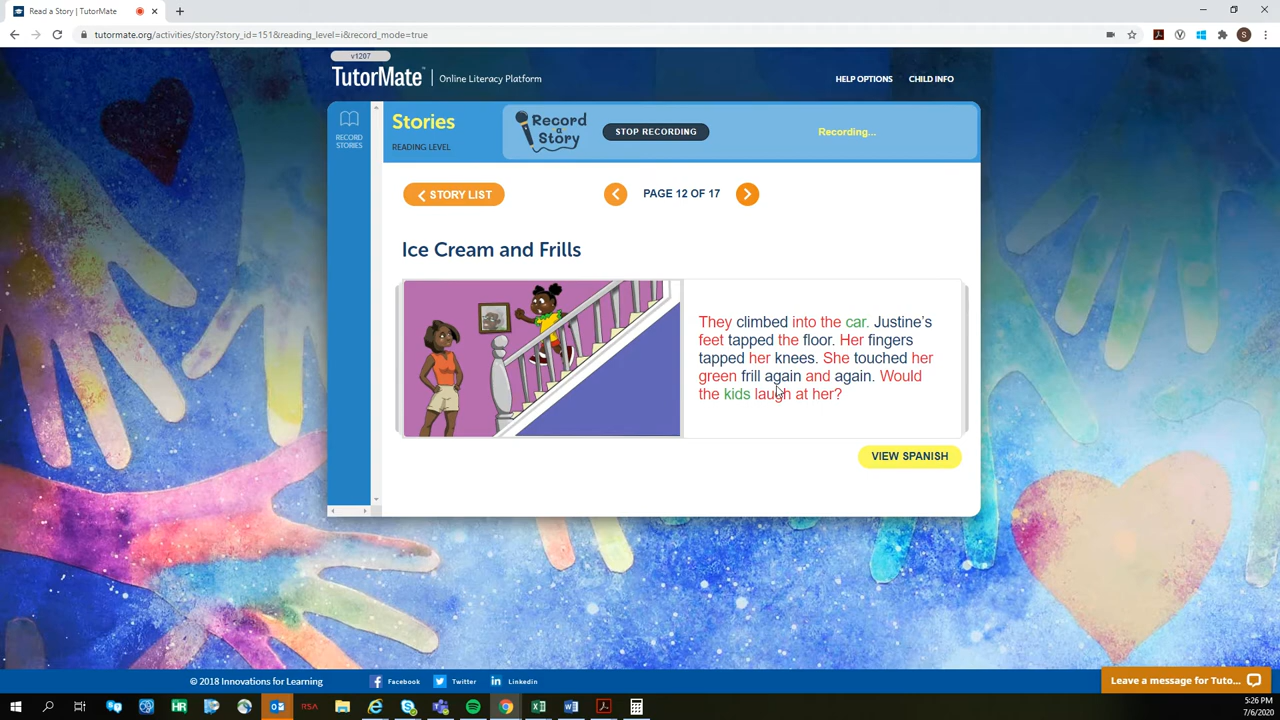 Read a Story | TutorMate
tutormate.org/activities/story?story_id=151&reading_level=i&record_mode=true
S
v1207
TutorMate™ | Online Literacy Platform
HELP OPTIONS
CHILD INFO
RECORD
STORIES
Stories
READING LEVEL
Record
a
Story
STOP RECORDING
Recording...
STORY LIST
PAGE 12 OF 17
Ice Cream and Frills
They climbed into the car. Justine's
feet tapped the floor. Her fingers
tapped her knees. She touched her
green frill again and again. Would
the kids laugh at her?
VIEW SPANISH
© 2018 Innovations for Learning
Facebook
Twitter
Linkedin
Leave a message for Tuto...
HR
RSA
5:26 PM
7/6/2020